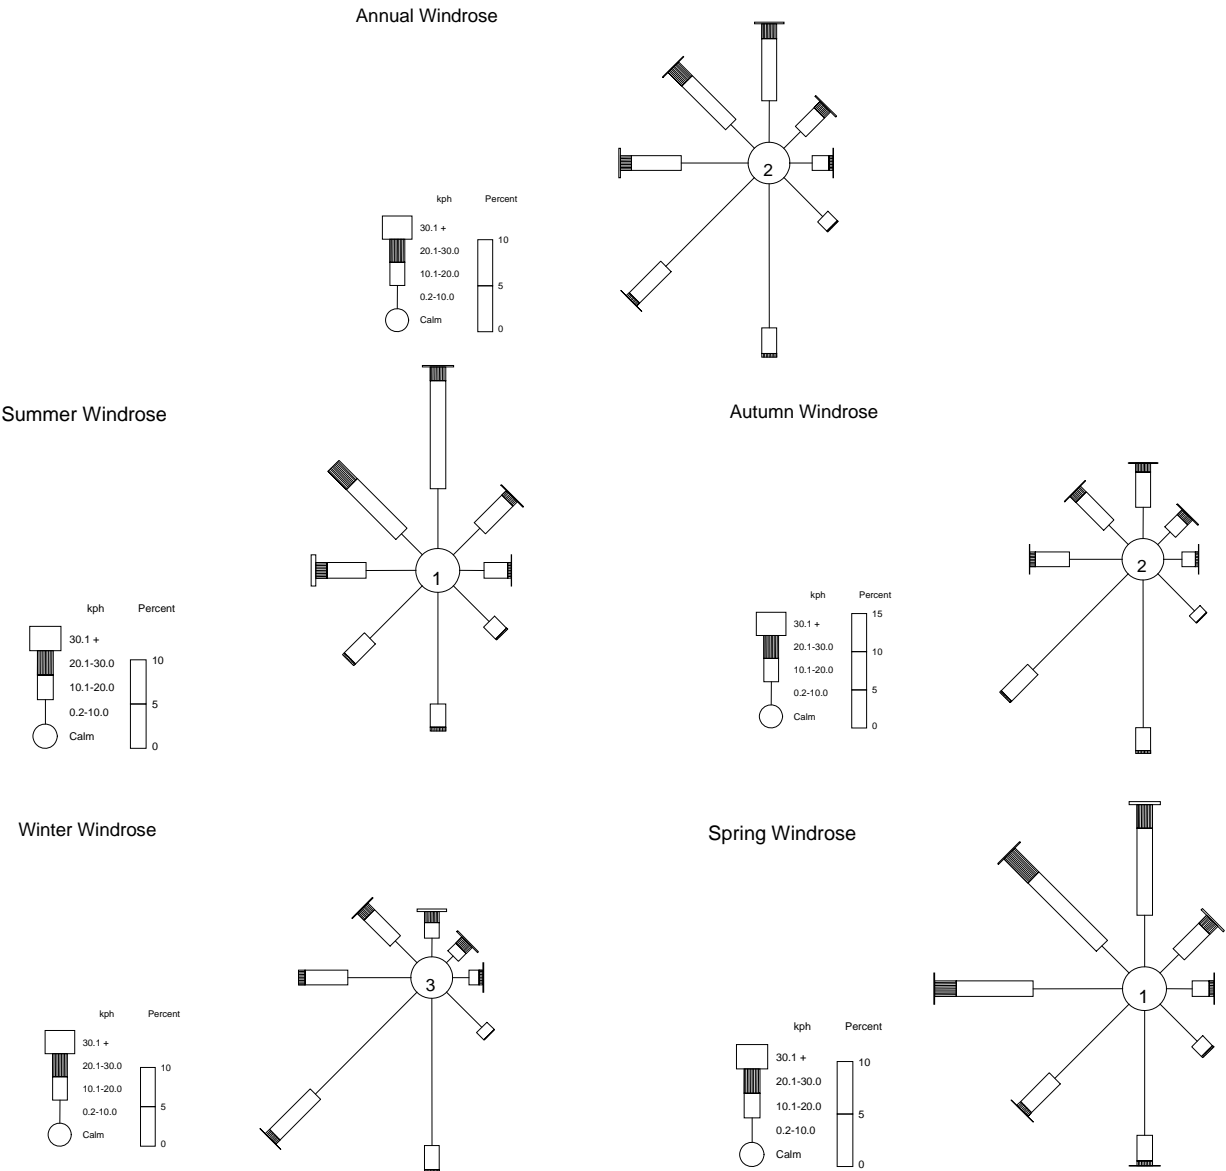 Annual Windrose
2
kph Percent
30.1 +
10
20.1-30.0
10.1-20.0
5
0.2-10.0
Calm
0
Summer Windrose
1
kph Percent
30.1 +
20.1-30.0
10
10.1-20.0
0.2-10.0
5
Calm
0
Autumn Windrose
2
kph Percent
15
30.1 +
20.1-30.0
10
10.1-20.0
5
0.2-10.0
Calm
0
Winter Windrose
3
kph Percent
30.1 +
20.1-30.0
10
10.1-20.0
0.2-10.0
5
Calm
0
Spring Windrose
1
kph Percent
30.1 +
10
20.1-30.0
10.1-20.0
5
0.2-10.0
Calm
0